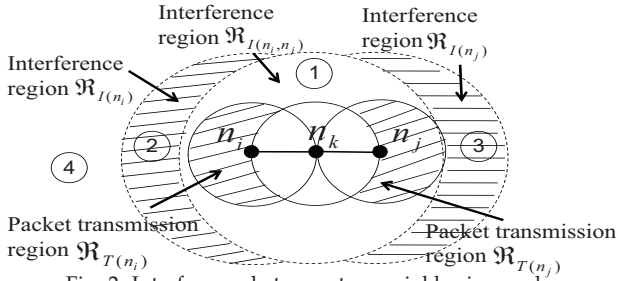 Interference
region ℜ_{I(n_i,n_j)}
Interference
region ℜ_{I(n_j)}
Interference
region ℜ_{I(n_i)}
1
2
3
4
n_i
n_k
n_j
Packet transmission
region ℜ_{T(n_i)}
Packet transmission
region ℜ_{T(n_j)}